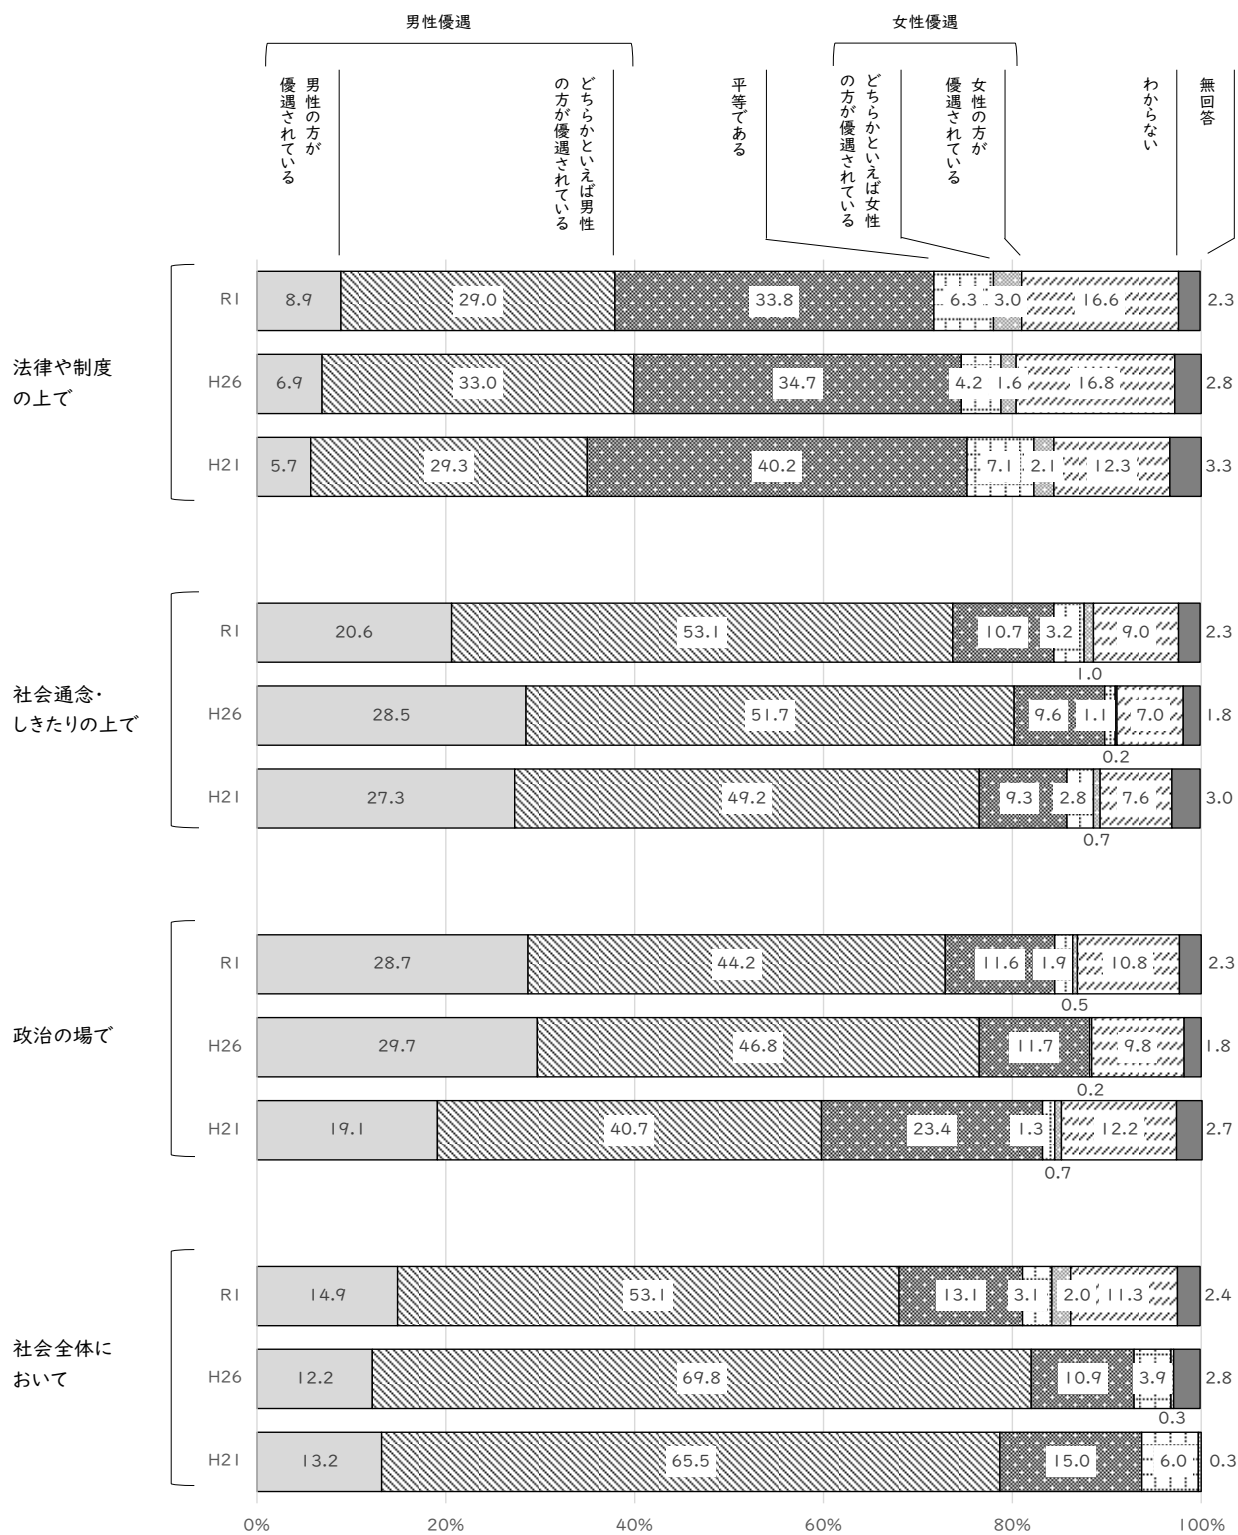 男性優遇
女性優遇
男性の方が
優遇されている
どちらかといえば男性
の方が優遇されている
平等である
どちらかといえば女性
の方が優遇されている
女性の方が
優遇されている
わからない
無回答
法律や制度
の上で
R1 8.9 29.0 33.8 6.3 3.0 16.6 2.3
H26 6.9 33.0 34.7 4.2 1.6 16.8 2.8
H21 5.7 29.3 40.2 7.1 2.1 12.3 3.3
社会通念・
しきたりの上で
R1 20.6 53.1 10.7 3.2 9.0 2.3
1.0
H26 28.5 51.7 9.6 1.1 7.0 1.8
0.2
H21 27.3 49.2 9.3 2.8 7.6 3.0
0.7
政治の場で
R1 28.7 44.2 11.6 1.9 10.8 2.3
0.5
H26 29.7 46.8 11.7 9.8 1.8
0.2
H21 19.1 40.7 23.4 1.3 12.2 2.7
0.7
社会全体に
おいて
R1 14.9 53.1 13.1 3.1 2.0 11.3 2.4
H26 12.2 69.8 10.9 3.9 2.8
0.3
H21 13.2 65.5 15.0 6.0 0.3
0% 20% 40% 60% 80% 100%